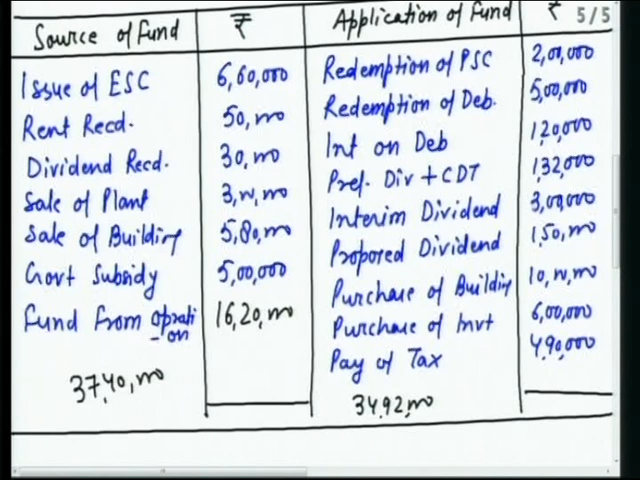 Source of Fund ₹ Application of Fund ₹ 5/5
Issue of ESC 6,60,000 Redemption of PSC 2,00,000
Rent Recd. 50,000 Redemption of Deb. 5,00,000
Dividend Recd. 30,000 Int on Deb 1,20,000
Sale of Plant 3,00,000 Pref. Div + CDT 1,32,000
Sale of Building 5,80,000 Interim Dividend 3,00,000
Govt Subsidy 5,00,000 Proposed Dividend 1,50,000
Fund from oprati 16,20,000 Purchase of Building 10,00,000
-on Purchase of Invt 6,00,000
Pay of Tax 4,90,000
37,40,000 34,92,000